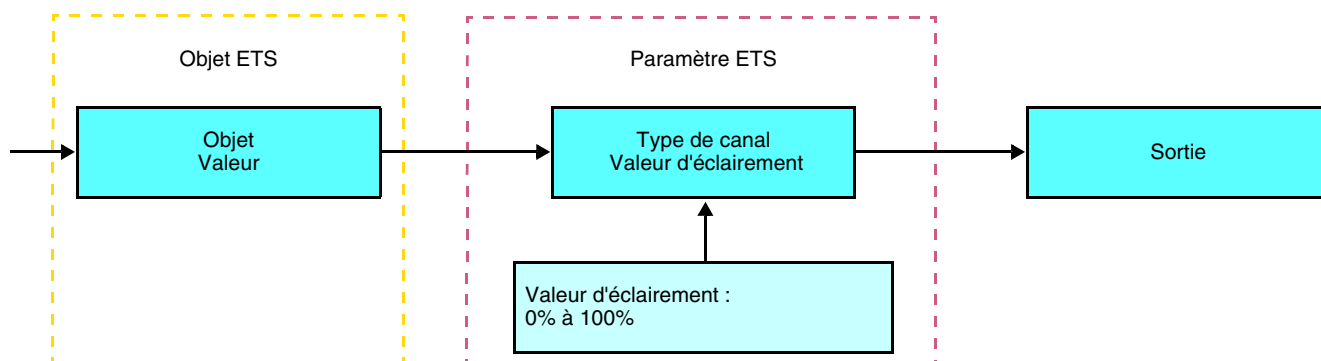 Objet ETS
Paramètre ETS
Objet
Valeur
Type de canal
Valeur d'éclairement
Sortie
Valeur d'éclairement :
0% à 100%